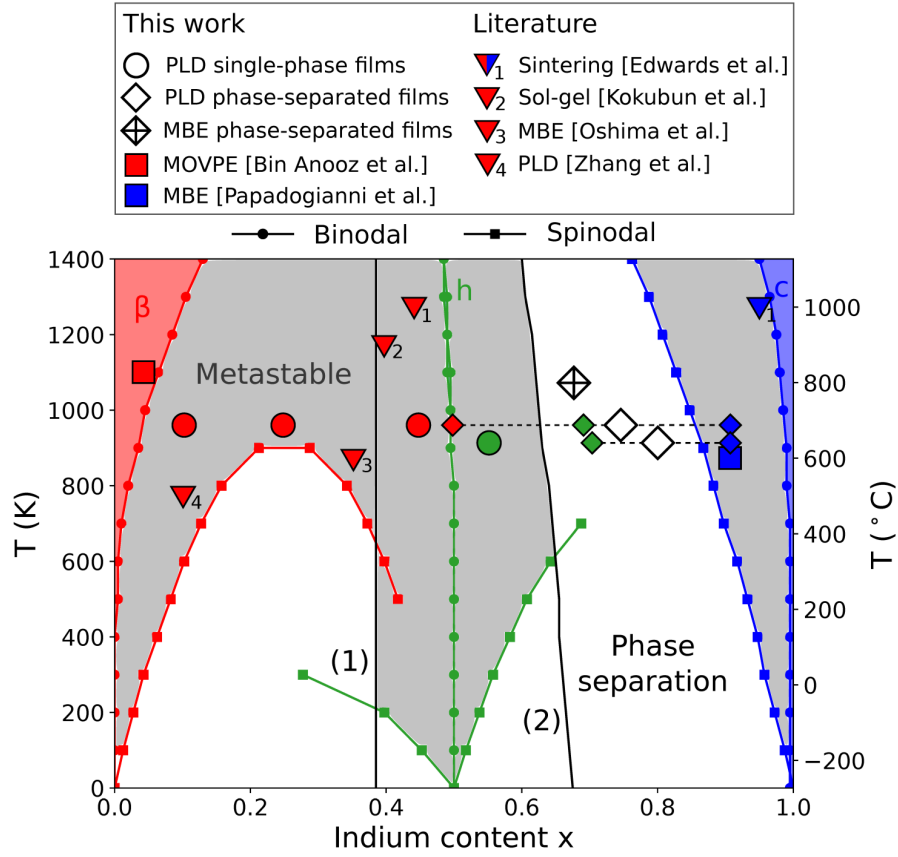 This work
PLD single-phase films
PLD phase-separated films
MBE phase-separated films
MOVPE [Bin Anooz et al.]
MBE [Papadogianni et al.]
Literature
1 Sintering [Edwards et al.]
2 Sol-gel [Kokubun et al.]
3 MBE [Oshima et al.]
4 PLD [Zhang et al.]
Binodal
Spinodal
1400
1200
1000
800
600
400
200
0
T (K)
β
h
c
1
1
2
3
4
Metastable
(1)
(2)
Phase
separation
1000
800
600
400
200
0
−200
T (°C)
0.0 0.2 0.4 0.6 0.8 1.0
Indium content x